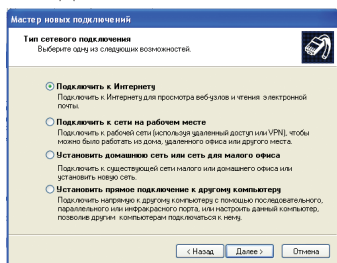 Мастер новых подключений
Тип сетевого подключения
Выберите одну из следующих возможностей.
Подключить к Интернету
Подключить к Интернету для просмотра веб-узлов и чтения электронной
почты.
Подключить к сети на рабочем месте
Подключить к рабочей сети (используя удаленный доступ или VPN), чтобы
можно было работать из дома, удаленного офиса или другого места.
Установить домашнюю сеть или сеть для малого офиса
Подключить к существующей сети малого или домашнего офиса или
установить новую сеть.
Установить прямое подключение к другому компьютеру
Подключить напрямую к другому компьютеру с помощью последовательного,
параллельного или инфракрасного порта, или настроить данный компьютер,
позволив другим компьютерам подключаться к нему.
< Назад
Далее >
Отмена